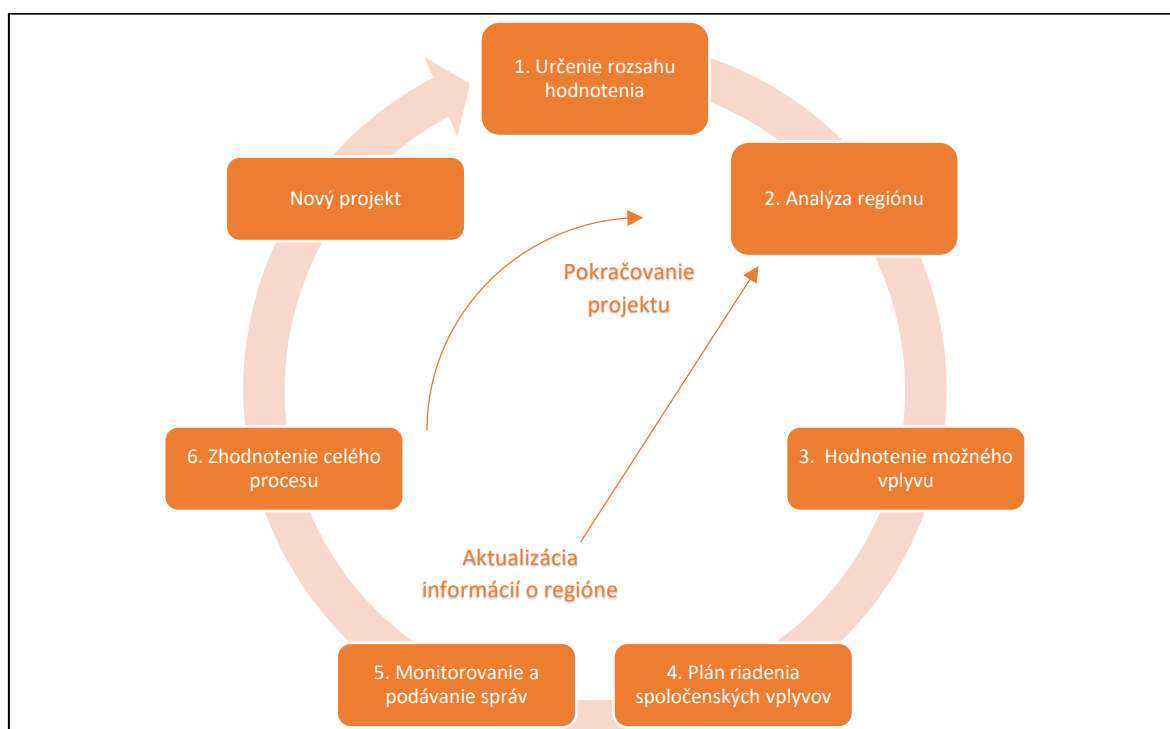 1. Určenie rozsahu
hodnotenia
2. Analýza regiónu
3.  Hodnotenie možného
vplyvu
4. Plán riadenia
spoločenských vplyvov
5. Monitorovanie a
podávanie správ
6. Zhodnotenie celého
procesu
Nový projekt
Pokračovanie
projektu
Aktualizácia
informácií o regióne